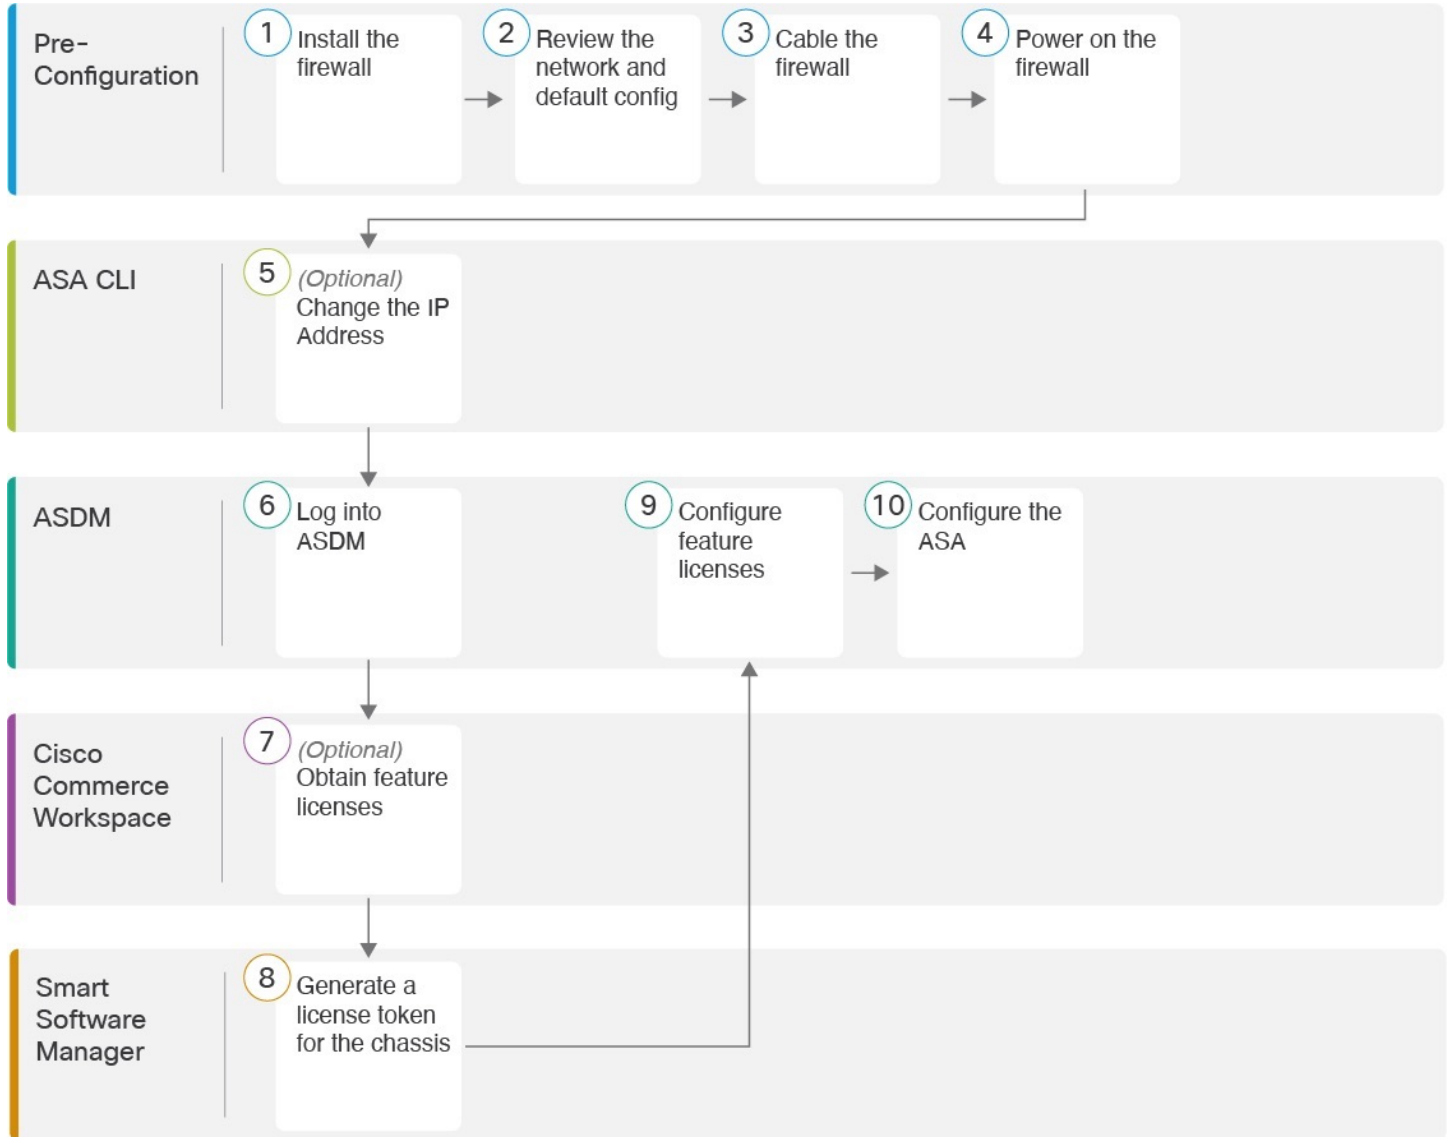 Pre-
Configuration
1
Install the
firewall
2
Review the
network and
default config
3
Cable the
firewall
4
Power on the
firewall
ASA CLI
5
(Optional)
Change the IP
Address
ASDM
6
Log into
ASDM
9
Configure
feature
licenses
10
Configure the
ASA
Cisco
Commerce
Workspace
7
(Optional)
Obtain feature
licenses
Smart
Software
Manager
8
Generate a
license token
for the chassis